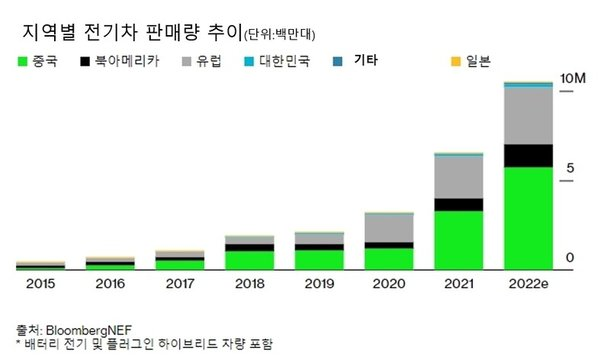 지역별 전기차 판매량 추이(단위:백만대)
중국 북아메리카 유럽 대한민국 기타 일본
10M
5
0
2015 2016 2017 2018 2019 2020 2021 2022e
출처: BloombergNEF
* 배터리 전기 및 플러그인 하이브리드 차량 포함